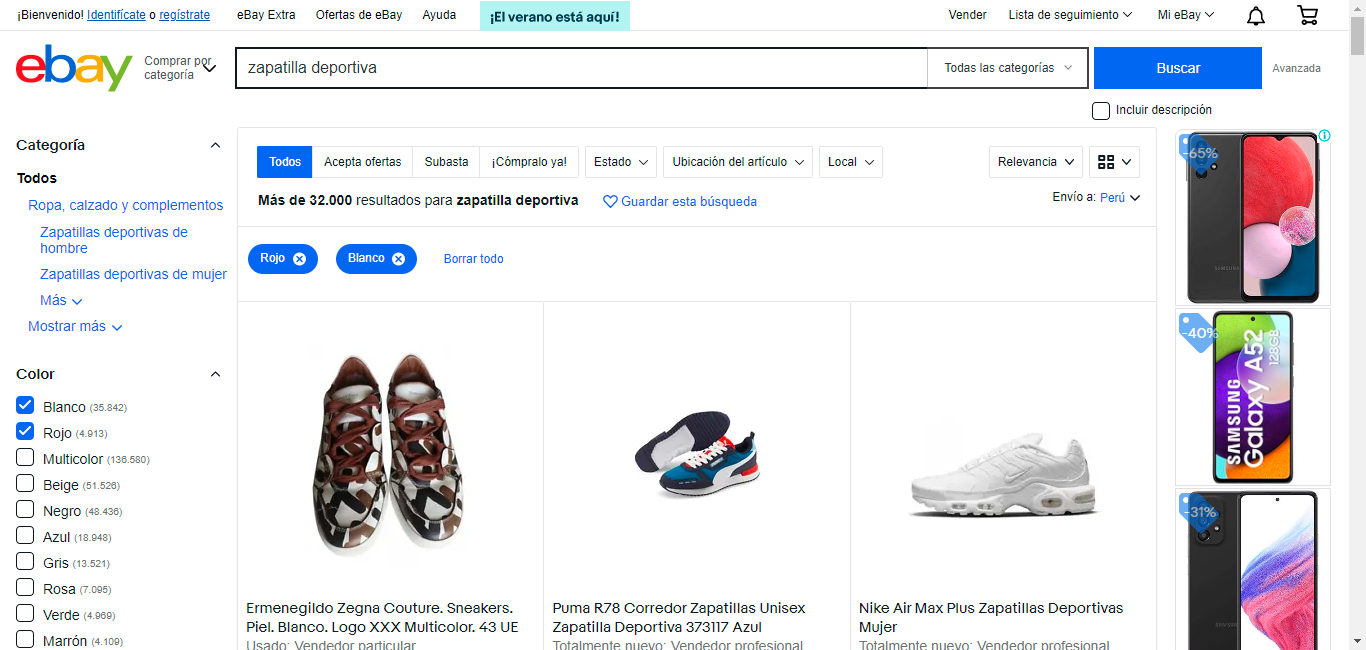 ¡Bienvenido! Identifícate o regístrate eBay Extra Ofertas de eBay Ayuda ¡El verano está aquí! Vender Lista de seguimiento Mi eBay
ebay
Comprar por
categoría
zapatilla deportiva
Todas las categorías
Buscar
Avanzada
Incluir descripción
Categoría
Todos
Ropa, calzado y complementos
Zapatillas deportivas de
hombre
Zapatillas deportivas de mujer
Más
Mostrar más
Color
Blanco (35.842)
Rojo (4.913)
Multicolor (136.580)
Beige (51.526)
Negro (48.436)
Azul (18.948)
Gris (13.521)
Rosa (7.095)
Verde (4.969)
Marrón (4.109)
Todos Acepta ofertas Subasta ¡Cómpralo ya! Estado Ubicación del artículo Local Relevancia
Más de 32.000 resultados para zapatilla deportiva Guardar esta búsqueda
Envío a: Perú
Rojo Blanco Borrar todo
Ermenegildo Zegna Couture. Sneakers.
Piel. Blanco. Logo XXX Multicolor. 43 UE
Usado: Vendedor particular
Puma R78 Corredor Zapatillas Unisex
Zapatilla Deportiva 373117 Azul
Totalmente nuevo: Vendedor profesional
Nike Air Max Plus Zapatillas Deportivas
Mujer
Totalmente nuevo: Vendedor profesional
-65%
SAMSUNG
-40%
SAMSUNG
Galaxy A52
128GB
-31%
SAMSUNG